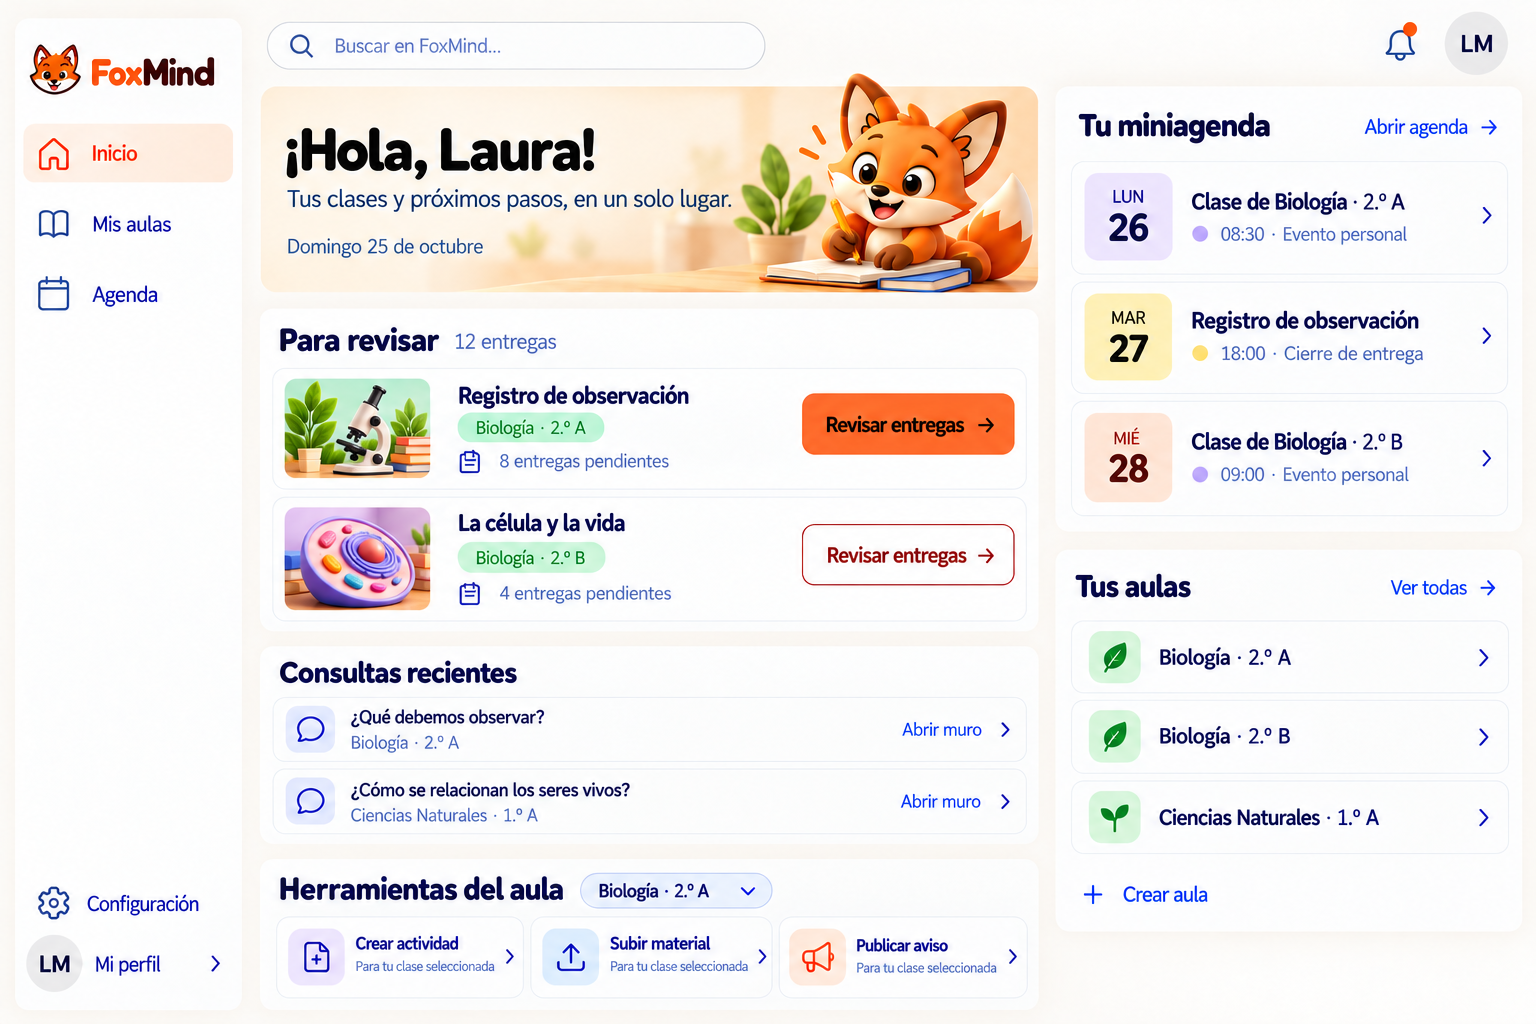 FoxMind
Inicio
Mis aulas
Agenda
Configuración
LM
Mi perfil
Buscar en FoxMind...
LM
¡Hola, Laura!
Tus clases y próximos pasos, en un solo lugar.
Domingo 25 de octubre
Para revisar
12 entregas
Registro de observación
Biología · 2.º A
8 entregas pendientes
Revisar entregas
La célula y la vida
Biología · 2.º B
4 entregas pendientes
Revisar entregas
Consultas recientes
¿Qué debemos observar?
Biología · 2.º A
Abrir muro
¿Cómo se relacionan los seres vivos?
Ciencias Naturales · 1.º A
Abrir muro
Herramientas del aula
Biología · 2.º A
Crear actividad
Para tu clase seleccionada
Subir material
Para tu clase seleccionada
Publicar aviso
Para tu clase seleccionada
Tu miniagenda
Abrir agenda
LUN
26
Clase de Biología · 2.º A
08:30 · Evento personal
MAR
27
Registro de observación
18:00 · Cierre de entrega
MIÉ
28
Clase de Biología · 2.º B
09:00 · Evento personal
Tus aulas
Ver todas
Biología · 2.º A
Biología · 2.º B
Ciencias Naturales · 1.º A
Crear aula